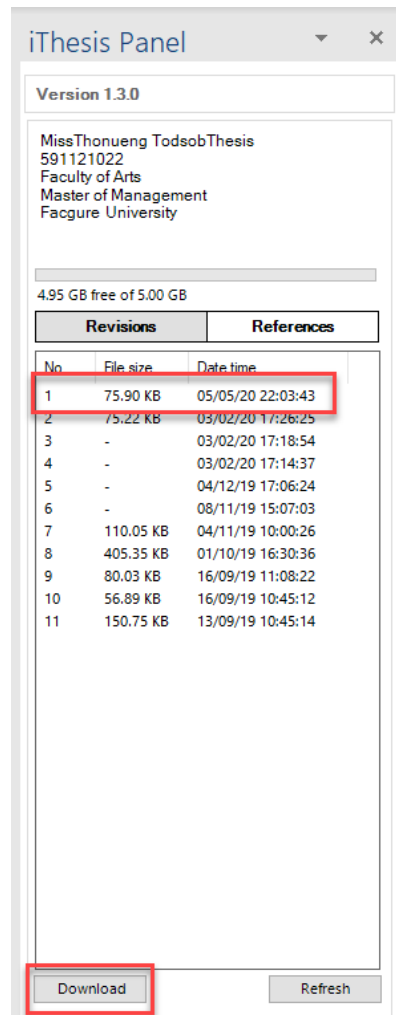 iThesis Panel
Version 1.3.0
MissThonueng TodsobThesis
591121022
Faculty of Arts
Master of Management
Facgure University
4.95 GB free of 5.00 GB
Revisions References
No File size Date time
1 75.90 KB 05/05/20 22:03:43
2 75.22 KB 03/02/20 17:26:25
3 - 03/02/20 17:18:54
4 - 03/02/20 17:14:37
5 - 04/12/19 17:06:24
6 - 08/11/19 15:07:03
7 110.05 KB 04/11/19 10:00:26
8 405.35 KB 01/10/19 16:30:36
9 80.03 KB 16/09/19 11:08:22
10 56.89 KB 16/09/19 10:45:12
11 150.75 KB 13/09/19 10:45:14
Download Refresh